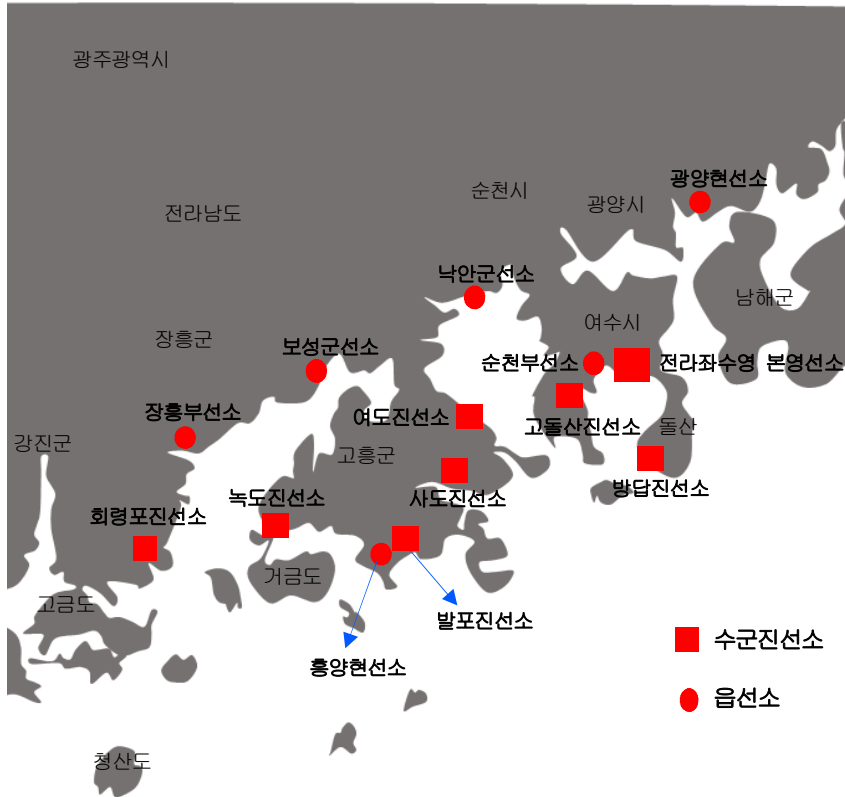 광주광역시
광양현선소
순천시
광양시
전라남도
낙안군선소
남해군
여수시
장흥군
보성군선소
순천부선소
전라좌수영 본영선소
장흥부선소
여도진선소
고돌산진선소
돌산
강진군
고흥군
방답진선소
녹도진선소
사도진선소
회령포진선소
거금도
고금도
발포진선소
수군진선소
흥양현선소
읍선소
청산도